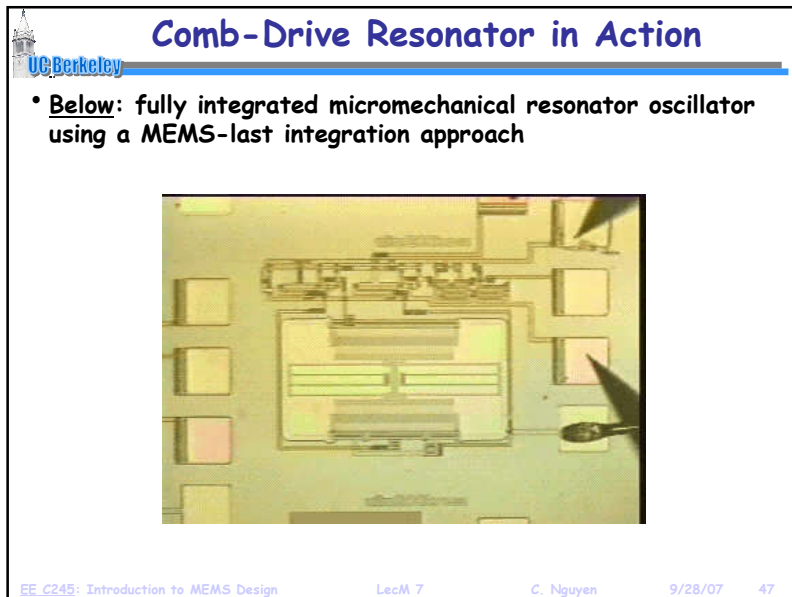 Comb-Drive Resonator in Action
UC Berkeley
• Below: fully integrated micromechanical resonator oscillator
using a MEMS-last integration approach
EE C245: Introduction to MEMS Design LecM 7 C. Nguyen 9/28/07 47